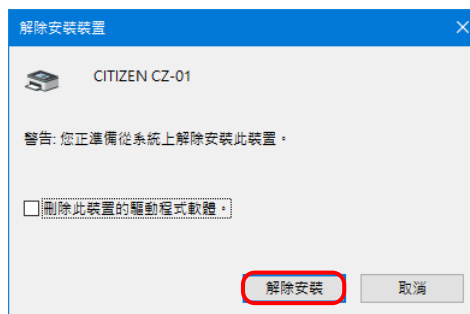 解除安裝裝置
CITIZEN CZ-01
警告: 您正準備從系統上解除安裝此裝置。
刪除此裝置的驅動程式軟體。
解除安裝
取消